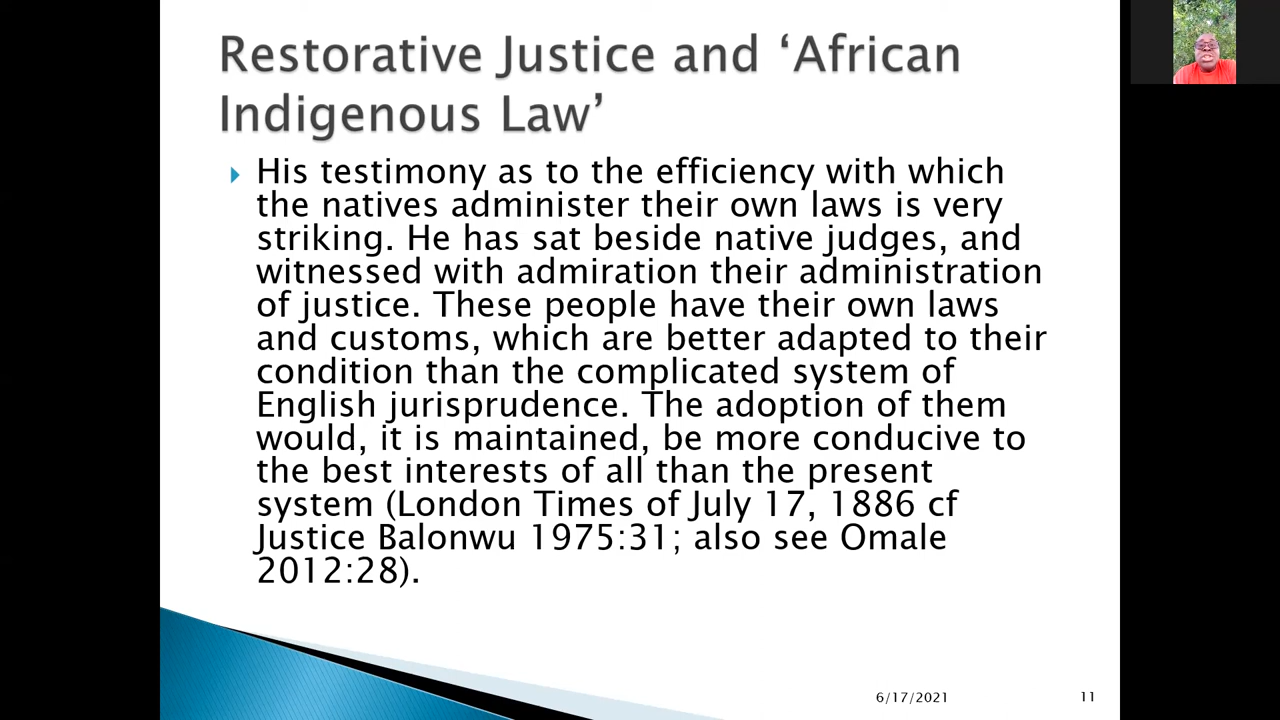 Restorative Justice and ‘African
Indigenous Law’
His testimony as to the efficiency with which
the natives administer their own laws is very
striking. He has sat beside native judges, and
witnessed with admiration their administration
of justice. These people have their own laws
and customs, which are better adapted to their
condition than the complicated system of
English jurisprudence. The adoption of them
would, it is maintained, be more conducive to
the best interests of all than the present
system (London Times of July 17, 1886 cf
Justice Balonwu 1975:31; also see Omale
2012:28).
6/17/2021
11